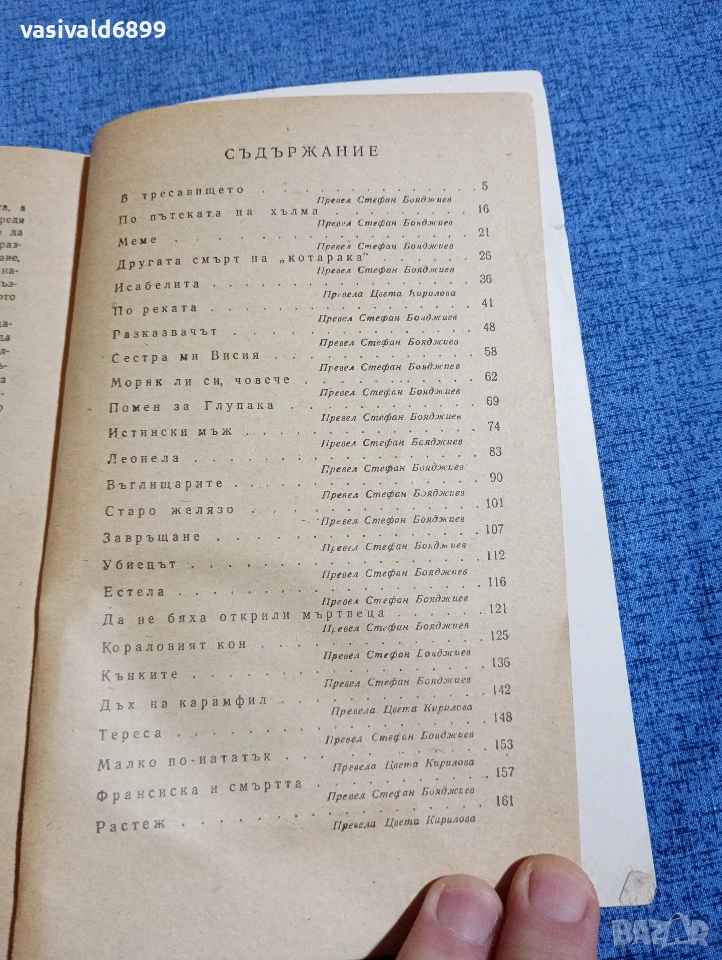 vasivald6899
СЪДЪРЖАНИЕ
В тресавището . . . . . . . . . . . . 5
Превел Стефан Бояджиев
По пътеката на хълма . . . . . . . . . 16
Превел Стефан Бояджиев
Меме . . . . . . . . . . . . . . . . 21
Превел Стефан Бояджиев
Другата смърт на „котарака“ . . . . . . 26
Превел Стефан Бояджиев
Исабелита . . . . . . . . . . . . . . 36
Превела Цвета Кирилова
По реката . . . . . . . . . . . . . . 41
Превел Стефан Бояджиев
Разказвачът . . . . . . . . . . . . . 48
Превел Стефан Бояджиев
Сестра ми Висия . . . . . . . . . . . 58
Превел Стефан Бояджиев
Моряк ли си, човече . . . . . . . . . . 62
Превел Стефан Бояджиев
Помен за Глупака . . . . . . . . . . . 69
Превел Стефан Бояджиев
Истински мъж . . . . . . . . . . . . . 74
Превел Стефан Бояджиев
Леонела . . . . . . . . . . . . . . . 83
Превел Стефан Бояджиев
Въглищарите . . . . . . . . . . . . . 90
Превел Стефан Бояджиев
Старо желязо . . . . . . . . . . . . . 101
Превел Стефан Бояджиев
Завръщане . . . . . . . . . . . . . . 107
Превел Стефан Бояджиев
Убиецът . . . . . . . . . . . . . . . 112
Превел Стефан Бояджиев
Естела . . . . . . . . . . . . . . . 116
Превел Стефан Бояджиев
Да не бяха открили мъртвеца . . . . . . 121
Превел Стефан Бояджиев
Кораловият кон . . . . . . . . . . . . 125
Превел Стефан Бояджиев
Кънките . . . . . . . . . . . . . . . 136
Превел Стефан Бояджиев
Дъх на карамфил . . . . . . . . . . . 142
Превела Цвета Кирилова
Тереса . . . . . . . . . . . . . . . 148
Превел Стефан Бояджиев
Малко по-нататък . . . . . . . . . . . 153
Превела Цвета Кирилова
Франсиска и смъртта . . . . . . . . . . 157
Превел Стефан Бояджиев
Растеж . . . . . . . . . . . . . . . 161
Превела Цвета Кирилова
BAZAR